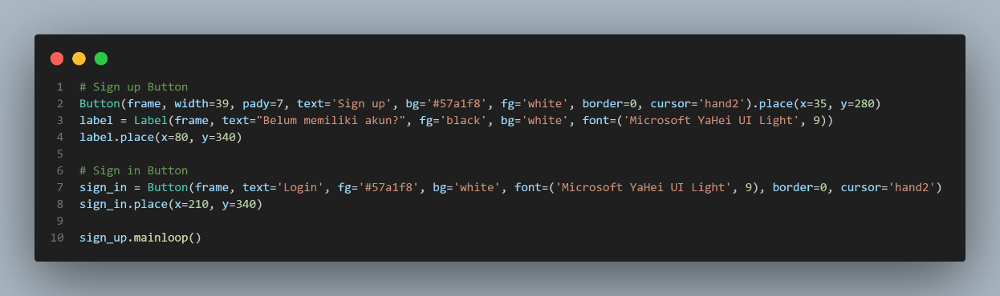 1 # Sign up Button
2 Button(frame, width=39, pady=7, text='Sign up', bg='#57a1f8', fg='white', border=0, cursor='hand2').place(x=35, y=280)
3 label = Label(frame, text="Belum memiliki akun?", fg='black', bg='white', font=('Microsoft YaHei UI Light', 9))
4 label.place(x=80, y=340)
5
6 # Sign in Button
7 sign_in = Button(frame, text='Login', fg='#57a1f8', bg='white', font=('Microsoft YaHei UI Light', 9), border=0, cursor='hand2')
8 sign_in.place(x=210, y=340)
9
10 sign_up.mainloop()